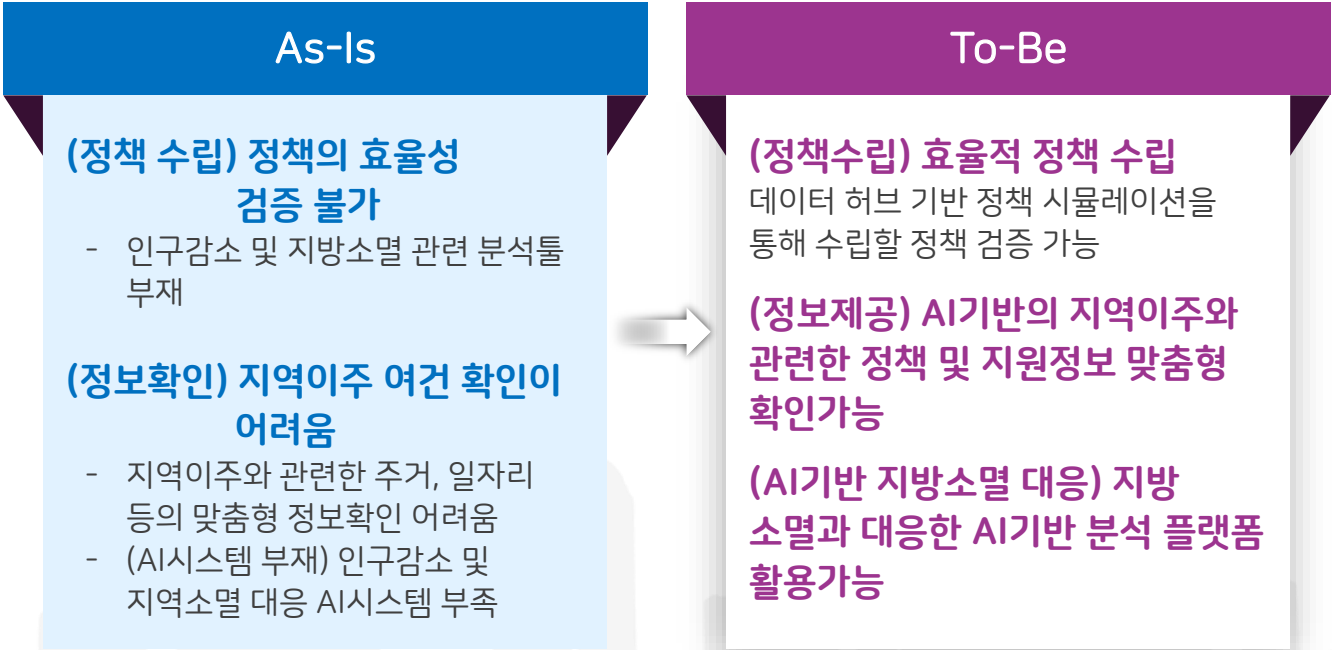 As-Is
(정책 수립) 정책의 효율성
검증 불가
- 인구감소 및 지방소멸 관련 분석툴
부재
(정보확인) 지역이주 여건 확인이
어려움
- 지역이주와 관련한 주거, 일자리
등의 맞춤형 정보확인 어려움
- (AI시스템 부재) 인구감소 및
지역소멸 대응 AI시스템 부족
To-Be
(정책수립) 효율적 정책 수립
데이터 허브 기반 정책 시뮬레이션을
통해 수립할 정책 검증 가능
(정보제공) AI기반의 지역이주와
관련한 정책 및 지원정보 맞춤형
확인가능
(AI기반 지방소멸 대응) 지방
소멸과 대응한 AI기반 분석 플랫폼
활용가능